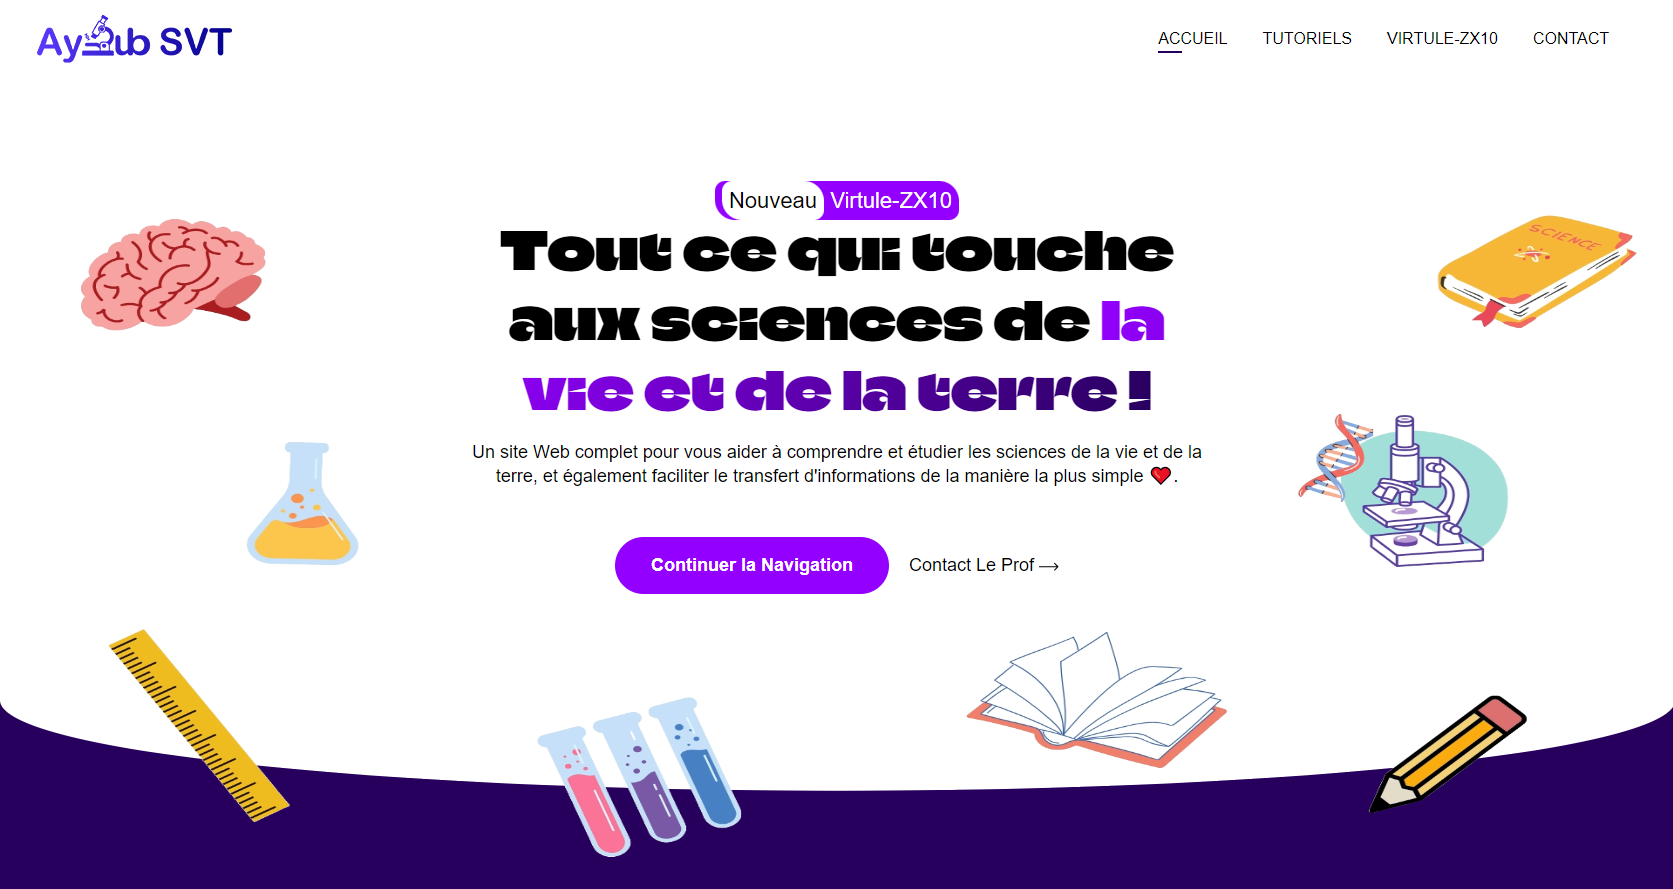 Ayoub SVT
ACCUEIL TUTORIELS VIRTULE-ZX10 CONTACT
Nouveau Virtule-ZX10
Tout ce qui touche
aux sciences de la
vie et de la terre !
Un site Web complet pour vous aider à comprendre et étudier les sciences de la vie et de la
terre, et également faciliter le transfert d'informations de la manière la plus simple ❤️.
Continuer la Navigation Contact Le Prof →
SCIENCE